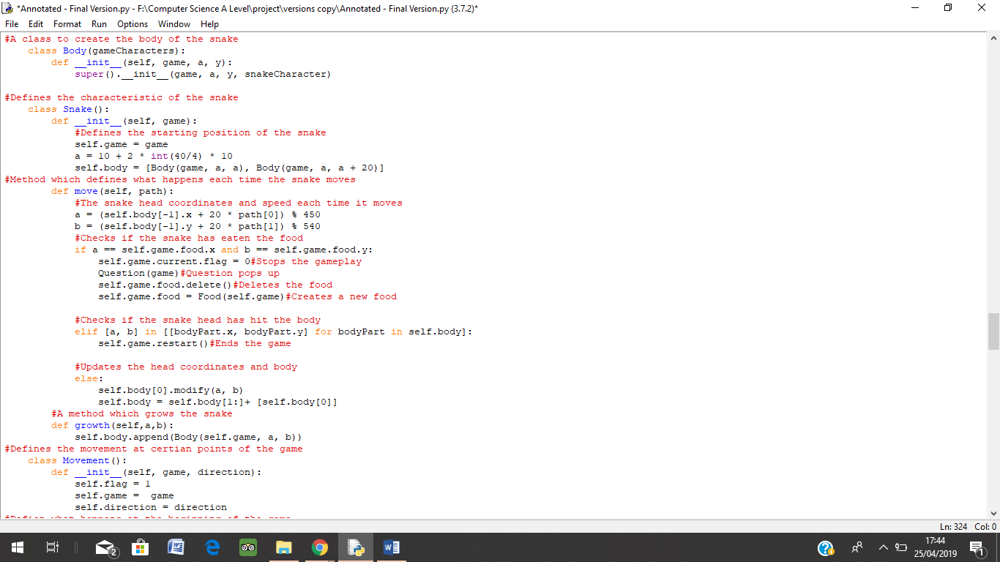 *Annotated - Final Version.py - F:\Computer Science A Level\project\versions copy\Annotated - Final Version.py (3.7.2)*
File Edit Format Run Options Window Help
#A class to create the body of the snake
    class Body(gameCharacters):
        def __init__(self, game, a, y):
            super().__init__(game, a, y, snakeCharacter)

#Defines the characteristic of the snake
    class Snake():
        def __init__(self, game):
            #Defines the starting position of the snake
            self.game = game
            a = 10 + 2 * int(40/4) * 10
            self.body = [Body(game, a, a), Body(game, a, a + 20)]
#Method which defines what happens each time the snake moves
        def move(self, path):
            #The snake head coordinates and speed each time it moves
            a = (self.body[-1].x + 20 * path[0]) % 450
            b = (self.body[-1].y + 20 * path[1]) % 540
            #Checks if the snake has eaten the food
            if a == self.game.food.x and b == self.game.food.y:
                self.game.current.flag = 0#Stops the gameplay
                Question(game)#Question pops up
                self.game.food.delete()#Deletes the food
                self.game.food = Food(self.game)#Creates a new food

            #Checks if the snake head has hit the body
            elif [a, b] in [[bodyPart.x, bodyPart.y] for bodyPart in self.body]:
                self.game.restart()#Ends the game

            #Updates the head coordinates and body
            else:
                self.body[0].modify(a, b)
                self.body = self.body[1:]+ [self.body[0]]
        #A method which grows the snake
        def growth(self,a,b):
            self.body.append(Body(self.game, a, b))
#Defines the movement at certian points of the game
    class Movement():
        def __init__(self, game, direction):
            self.flag = 1
            self.game =  game
            self.direction = direction
Ln: 324 Col: 0
2
17:44
25/04/2019
1